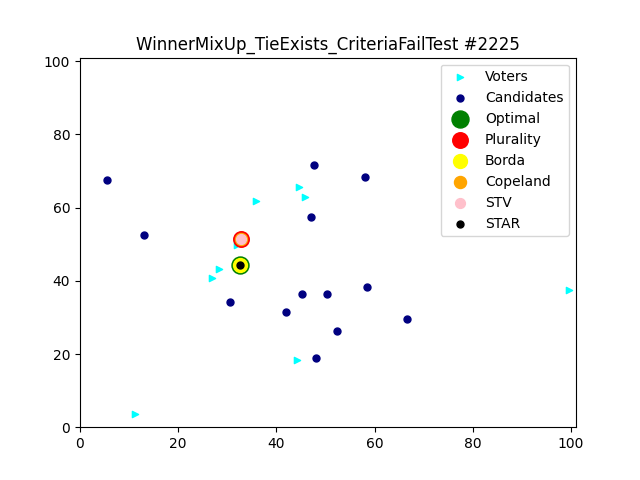 WinnerMixUp_TieExists_CriteriaFailTest #2225
100
80
60
40
20
0
0
20
40
60
80
100
Voters
Candidates
Optimal
Plurality
Borda
Copeland
STV
STAR